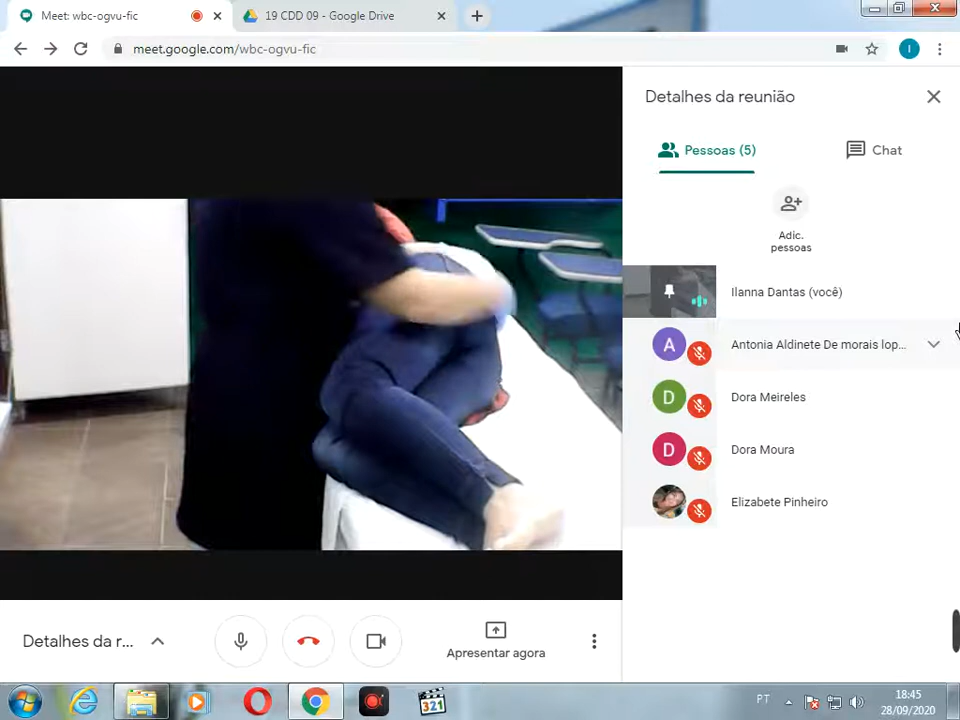 Meet: wbc-ogvu-fic
19 CDD 09 - Google Drive
meet.google.com/wbc-ogvu-fic
I
Detalhes da reunião
Pessoas (5)
Chat
Adic.
pessoas
Ilanna Dantas (você)
A
Antonia Aldinete De morais lop...
D
Dora Meireles
D
Dora Moura
Elizabete Pinheiro
Detalhes da r...
Apresentar agora
321
PT
18:45
28/09/2020